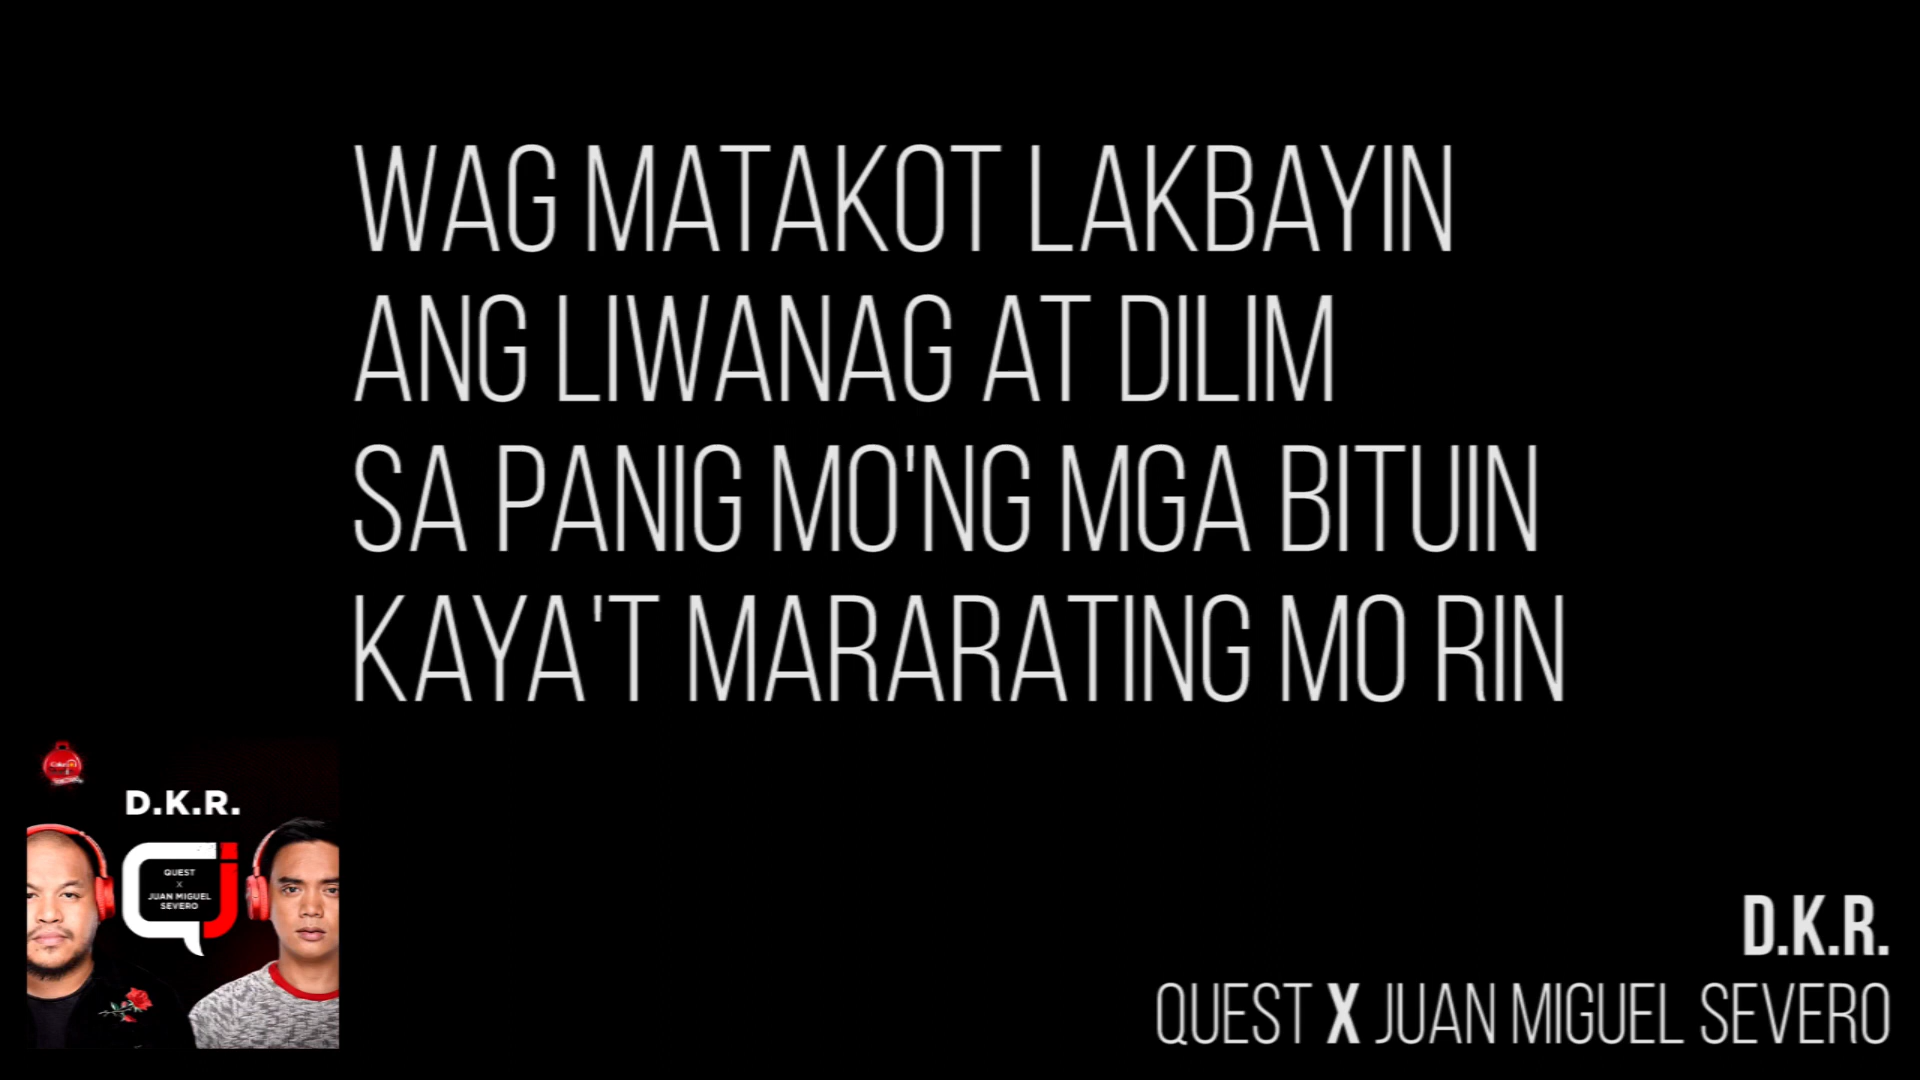 WAG MATAKOT LAKBAYIN
ANG LIWANAG AT DILIM
SA PANIG MO'NG MGA BITUIN
KAYA'T MARARATING MO RIN
D.K.R.
QUEST
X
JUAN MIGUEL
SEVERO
D.K.R.
QUEST X JUAN MIGUEL SEVERO